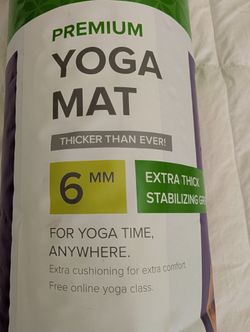 PREMIUM
YOGA
MAT
THICKER THAN EVER!
6 MM
EXTRA THICK
STABILIZING
FOR YOGA TIME,
ANYWHERE.
Extra cushioning for extra comfort.
Free online yoga class.